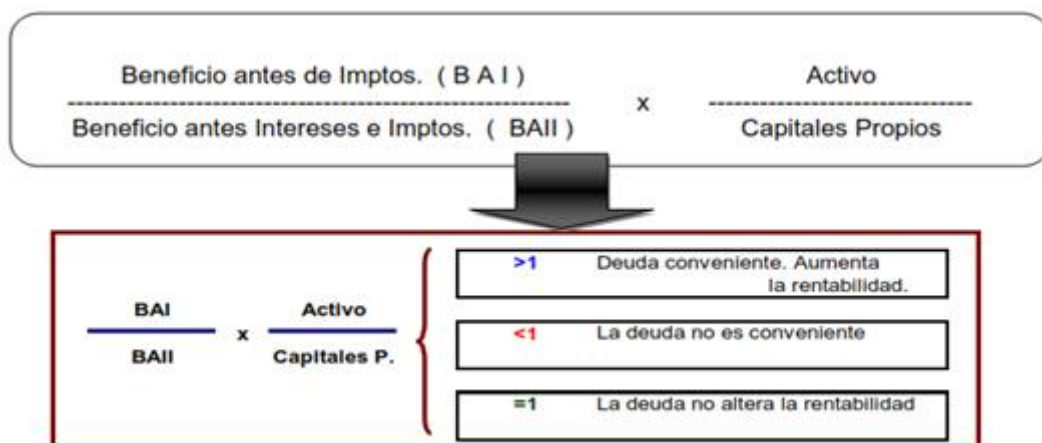 Beneficio antes de Imptos. ( B A I ) Activo
------------------------------------------------------------ x -------------------------------
Beneficio antes Intereses e Imptos. ( BAII ) Capitales Propios
>1 Deuda conveniente. Aumenta
la rentabilidad.
BAI Activo
x
BAII Capitales P.
<1 La deuda no es conveniente
=1 La deuda no altera la rentabilidad